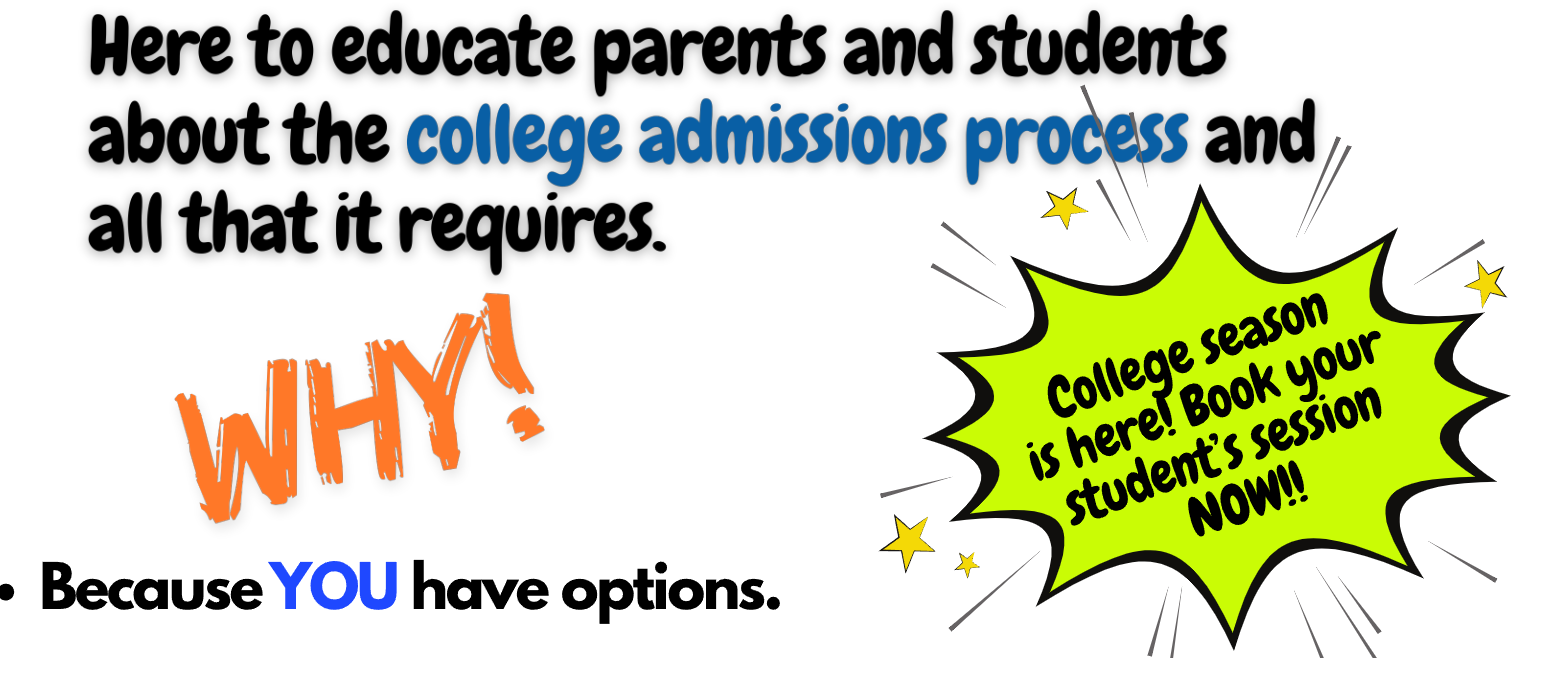 Here to educate parents and students
about the college admissions process and
all that it requires.
WHY!
• Because YOU have options.
College season
is here! Book your
student's session
NOW!!